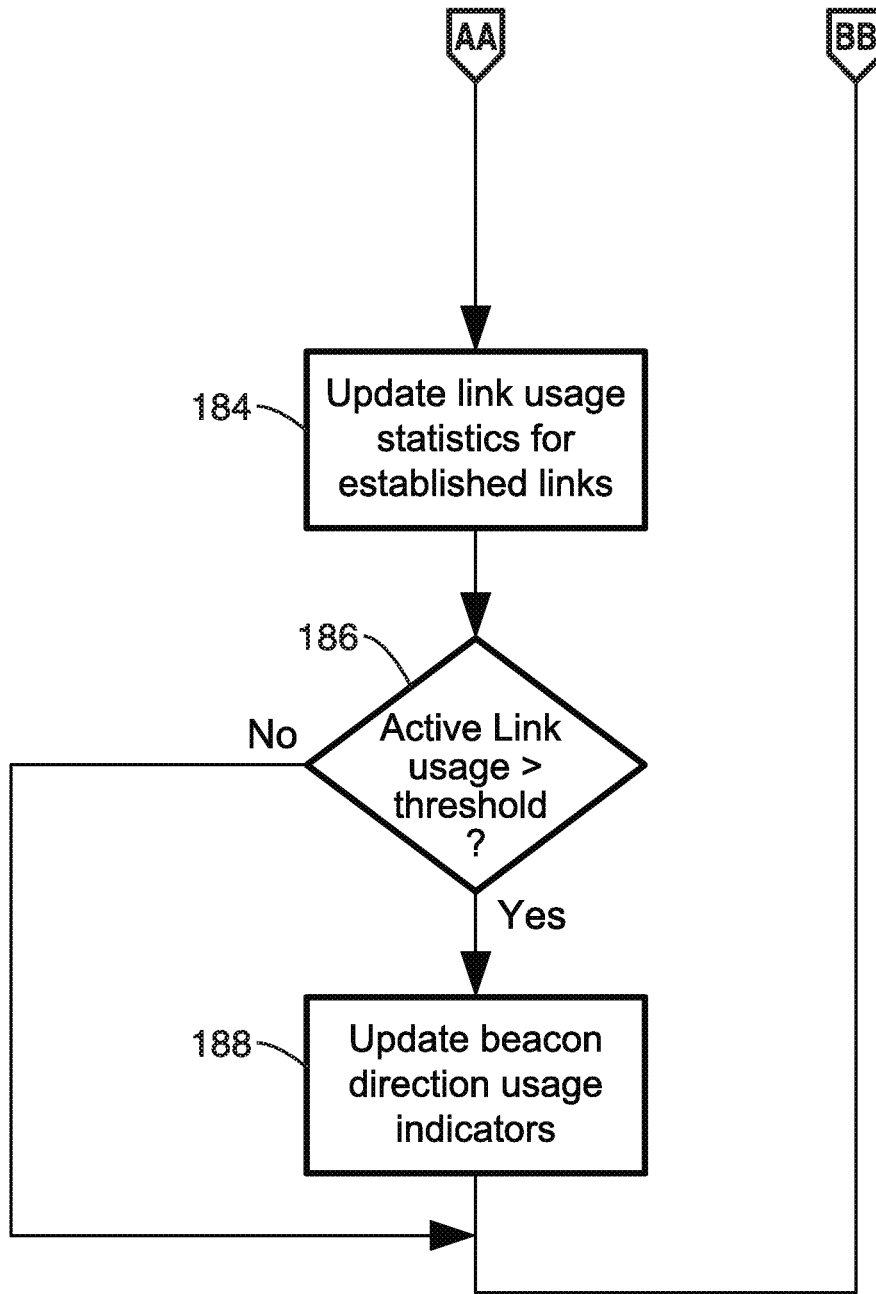 AA
BB
184
Update link usage
statistics for
established links
186
No
Active Link
usage >
threshold
?
Yes
188
Update beacon
direction usage
indicators